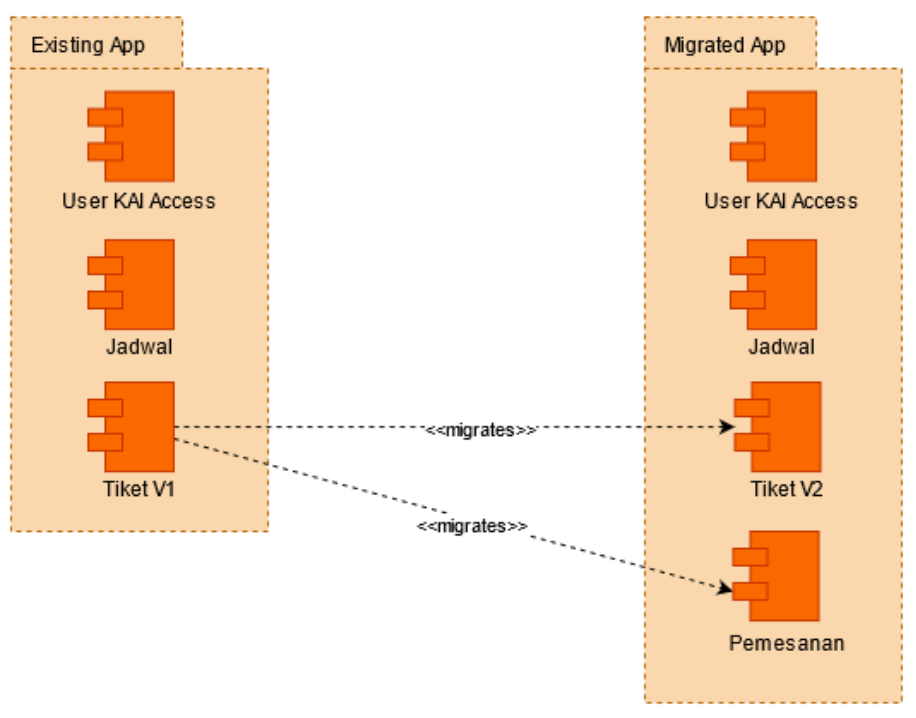 Existing App
User KAI Access
Jadwal
Tiket V1
<<migrates>>
<<migrates>>
Migrated App
User KAI Access
Jadwal
Tiket V2
Pemesanan